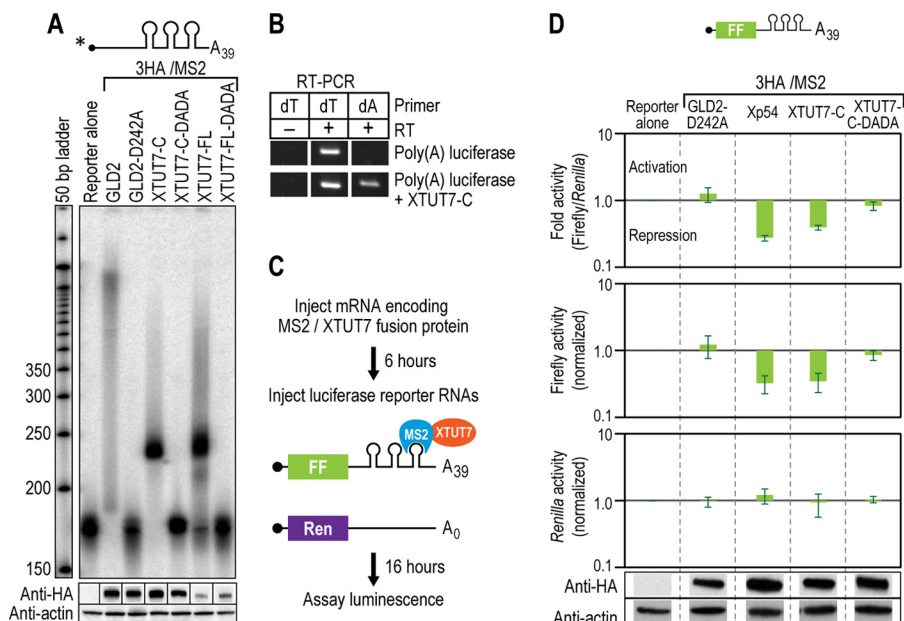 A
*
A39
3HA /MS2
50 bp ladder
Reporter alone
GLD2
GLD2-D242A
XTUT7-C
XTUT7-C-DADA
XTUT7-FL
XTUT7-FL-DADA
350
300
250
200
150
Anti-HA
Anti-actin
B
RT-PCR
dT dT dA Primer
– + + RT
Poly(A) luciferase
Poly(A) luciferase
+ XTUT7-C
C
Inject mRNA encoding
MS2 / XTUT7 fusion protein
6 hours
Inject luciferase reporter RNAs
MS2 XTUT7
FF A39
Ren A0
16 hours
Assay luminescence
D
FF A39
3HA /MS2
Reporter
alone
GLD2-
D242A
Xp54
XTUT7-C
XTUT7-
C-DADA
Fold activity
(Firefly/Renilla)
10
Activation
1.0
Repression
0.1
Firefly activity
(normalized)
10
1.0
0.1
Renilla activity
(normalized)
10
1.0
0.1
Anti-HA
Anti-actin